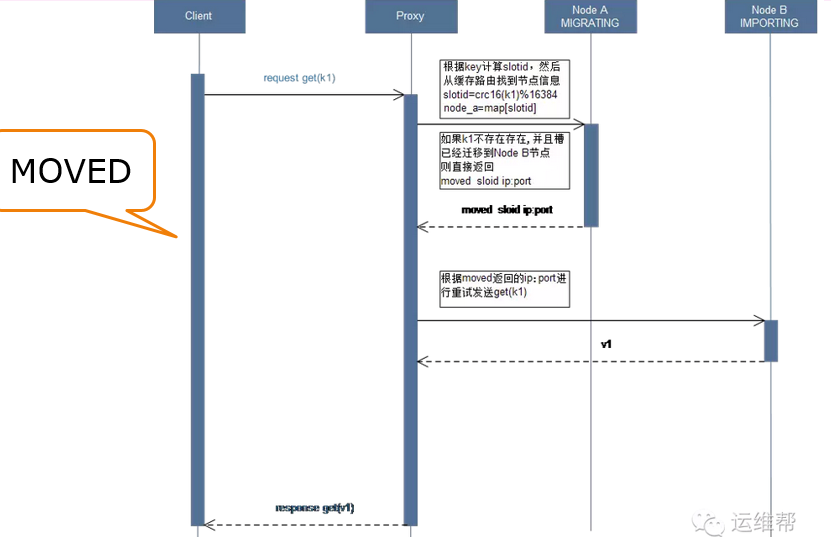 Client
Proxy
Node A
MIGRATING
Node B
IMPORTING
request get(k1)
根据key计算slotid，然后
从缓存路由找到节点信息
slotid=crc16(k1)%16384
node_a=map[slotid]
MOVED
如果k1不存在存在,并且槽
已经迁移到Node B节点
则直接返回
moved sloid ip:port
moved sloid ip:port
根据moved返回的ip: port进
行重试发送get(k1)
v1
response get(v1)
运维帮